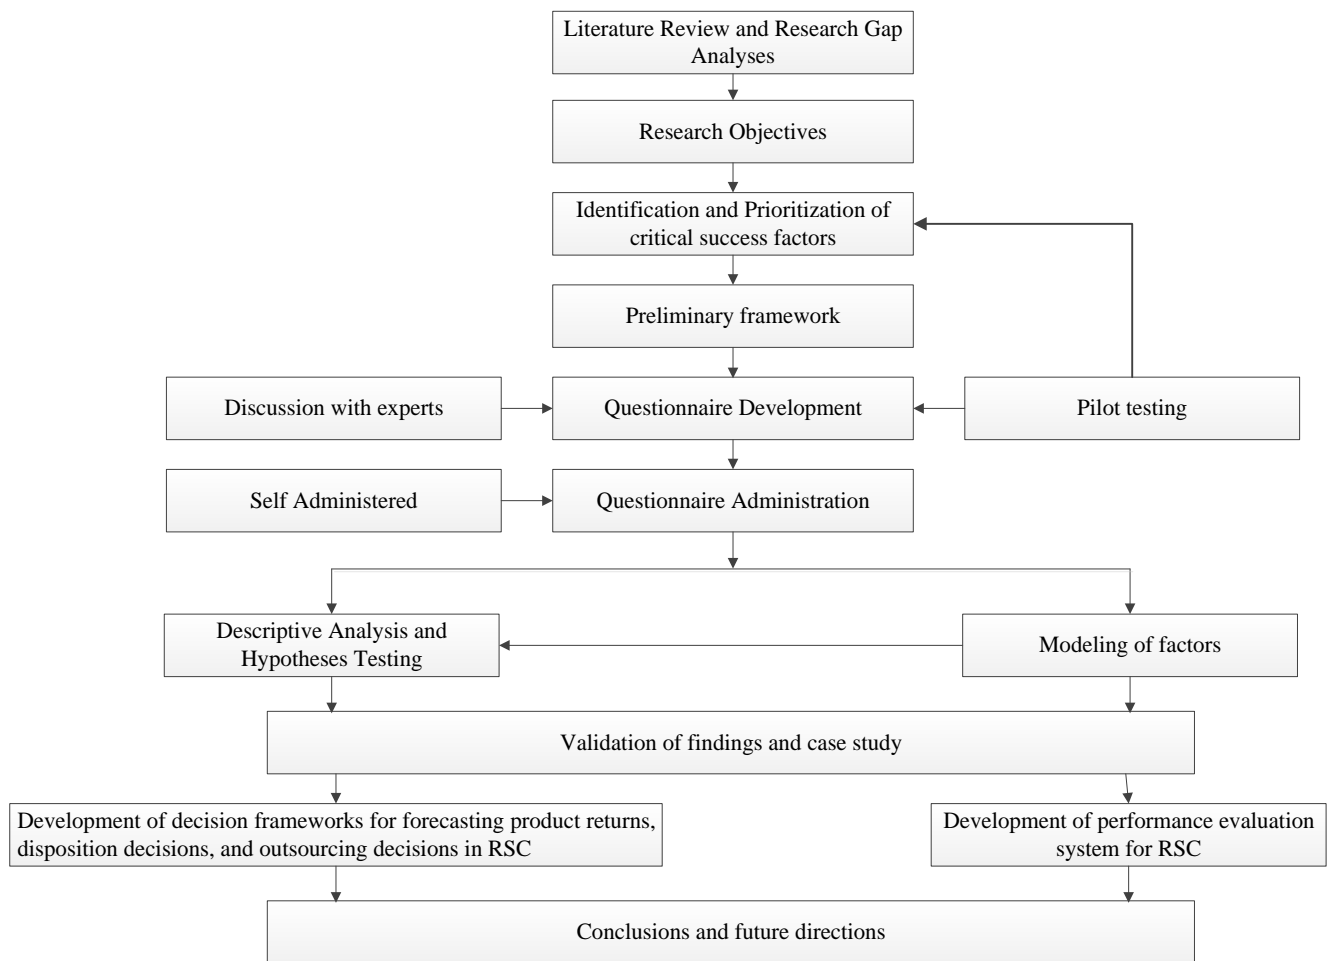 Literature Review and Research Gap
Analyses
Research Objectives
Identification and Prioritization of
critical success factors
Preliminary framework
Discussion with experts
Questionnaire Development
Pilot testing
Self Administered
Questionnaire Administration
Descriptive Analysis and
Hypotheses Testing
Modeling of factors
Validation of findings and case study
Development of decision frameworks for forecasting product returns,
disposition decisions, and outsourcing decisions in RSC
Development of performance evaluation
system for RSC
Conclusions and future directions